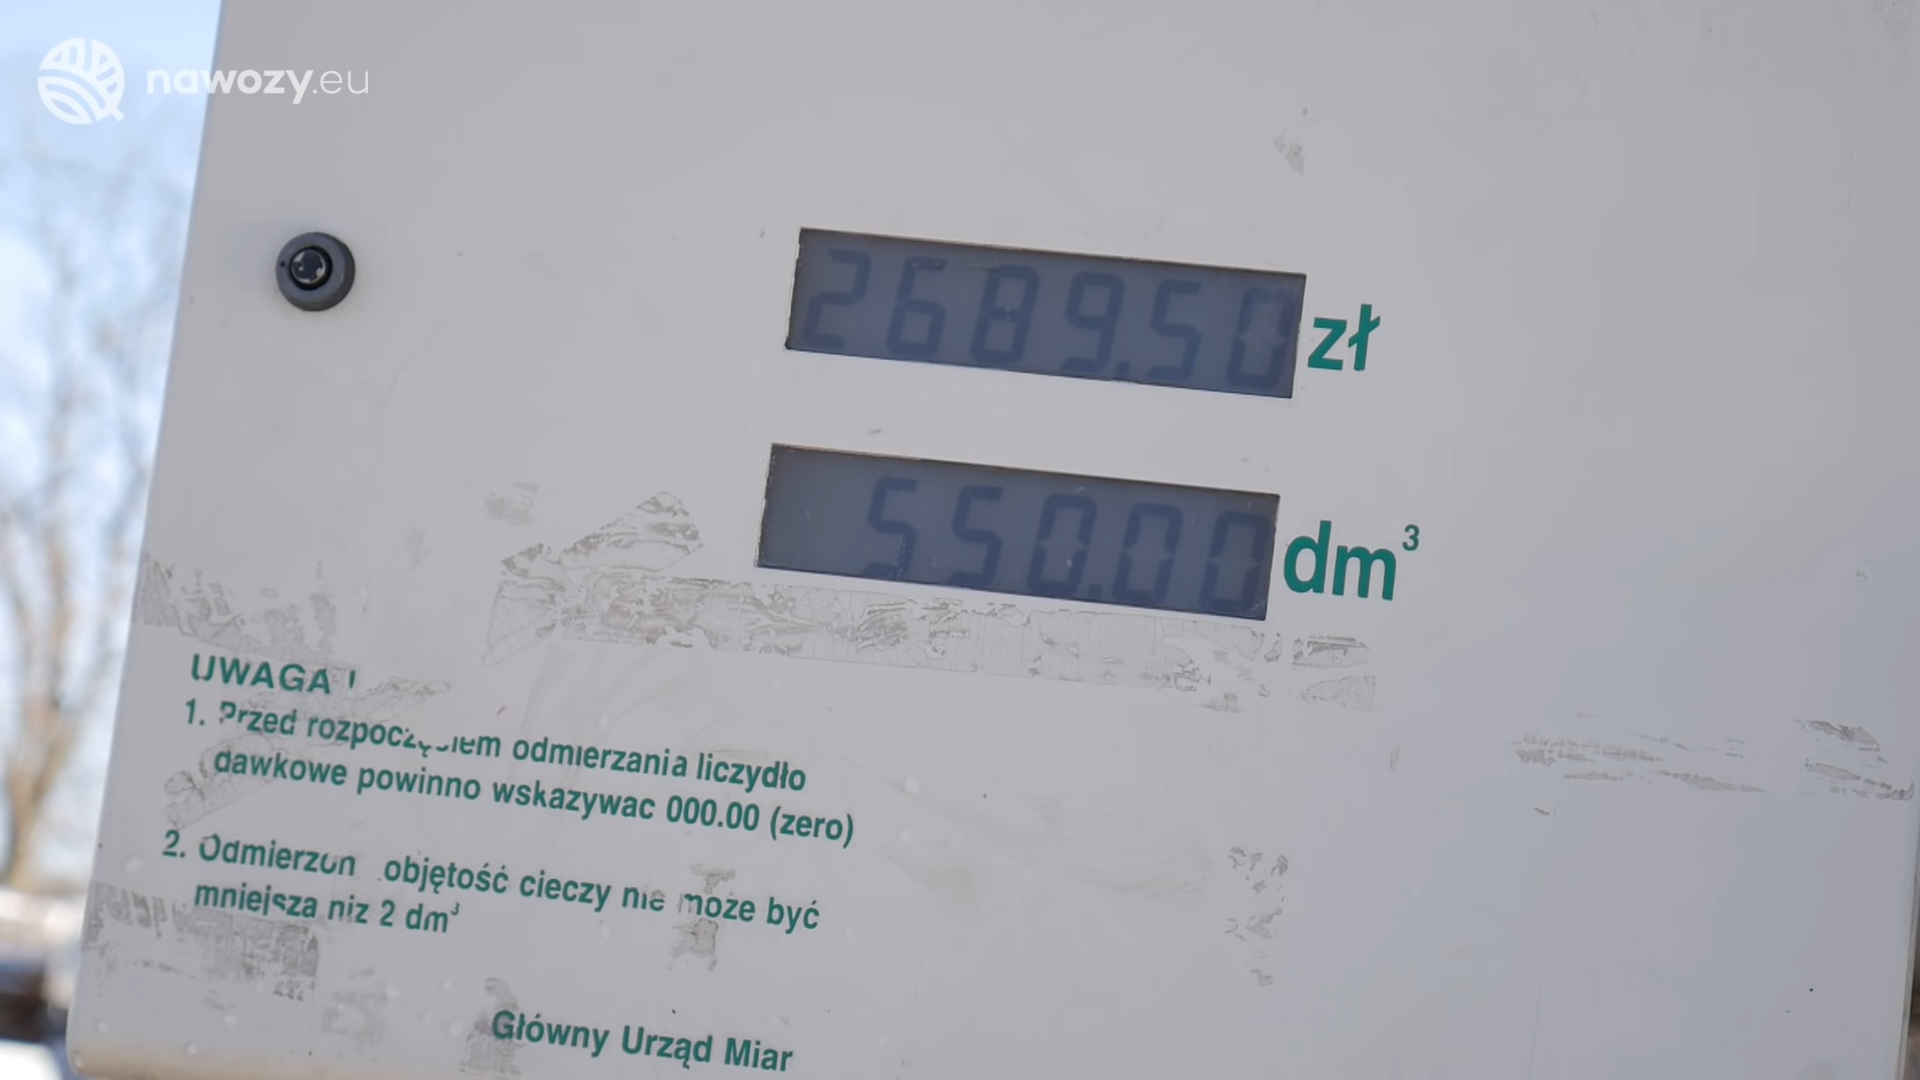 nawozy.eu
2689.50 zł
550.00 dm³
UWAGA !
1. Przed rozpoczęciem odmierzania liczydło
dawkowe powinno wskazywac 000.00 (zero)
2. Odmierzon objętość cieczy nie może być
mniejsza niz 2 dm³
Główny Urząd Miar